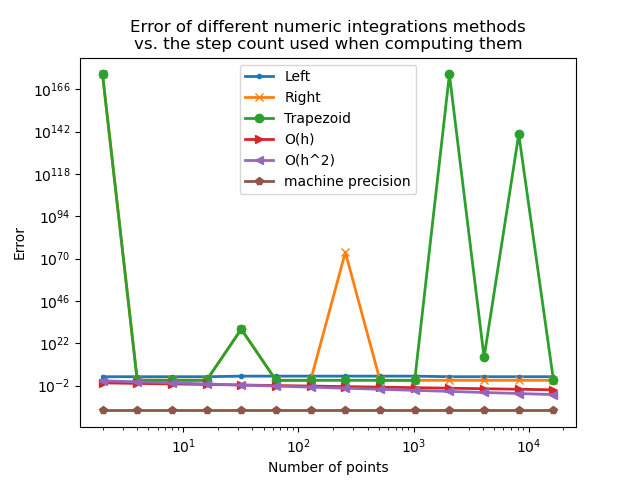 Error of different numeric integrations methods
vs. the step count used when computing them
Error
10^166
10^142
10^118
10^94
10^70
10^46
10^22
10^−2
Left
Right
Trapezoid
O(h)
O(h^2)
machine precision
10^1
10^2
10^3
10^4
Number of points